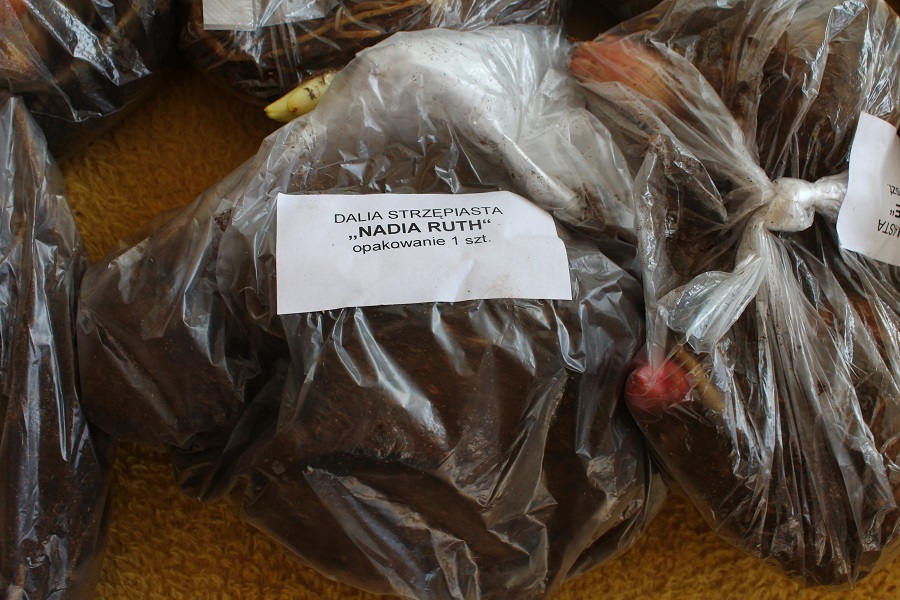 DALIA STRZĘPIASTA
„NADIA RUTH“
opakowanie 1 szt.